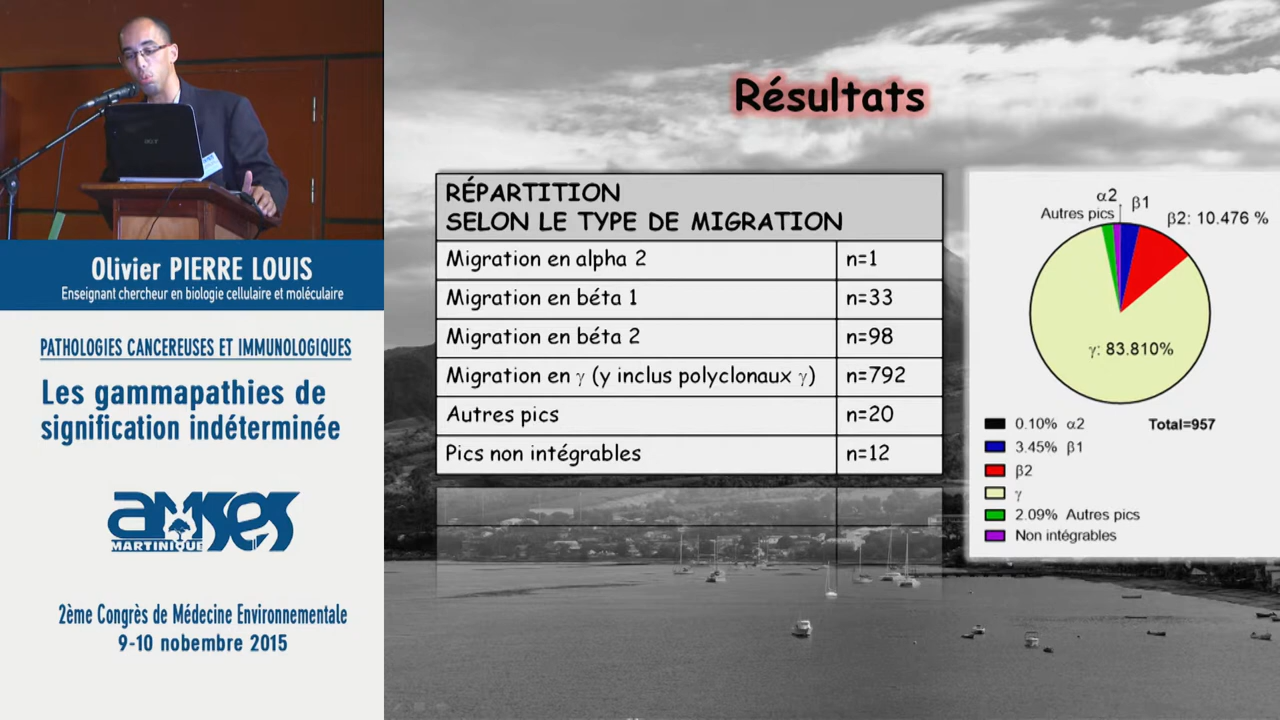 Olivier PIERRE LOUIS
Enseignant chercheur en biologie cellulaire et moléculaire
PATHOLOGIES CANCEREUSES ET IMMUNOLOGIQUES
Les gammapathies de
signification indéterminée
amses
MARTINIQUE
2ème Congrès de Médecine Environnementale
9-10 nobembre 2015
Résultats
RÉPARTITION
SELON LE TYPE DE MIGRATION
Migration en alpha 2 n=1
Migration en béta 1 n=33
Migration en béta 2 n=98
Migration en γ (y inclus polyclonaux γ) n=792
Autres pics n=20
Pics non intégrables n=12
α2
Autres pics
β1
β2: 10.476 %
γ: 83.810%
0.10% α2
Total=957
3.45% β1
β2
γ
2.09% Autres pics
Non intégrables
acer